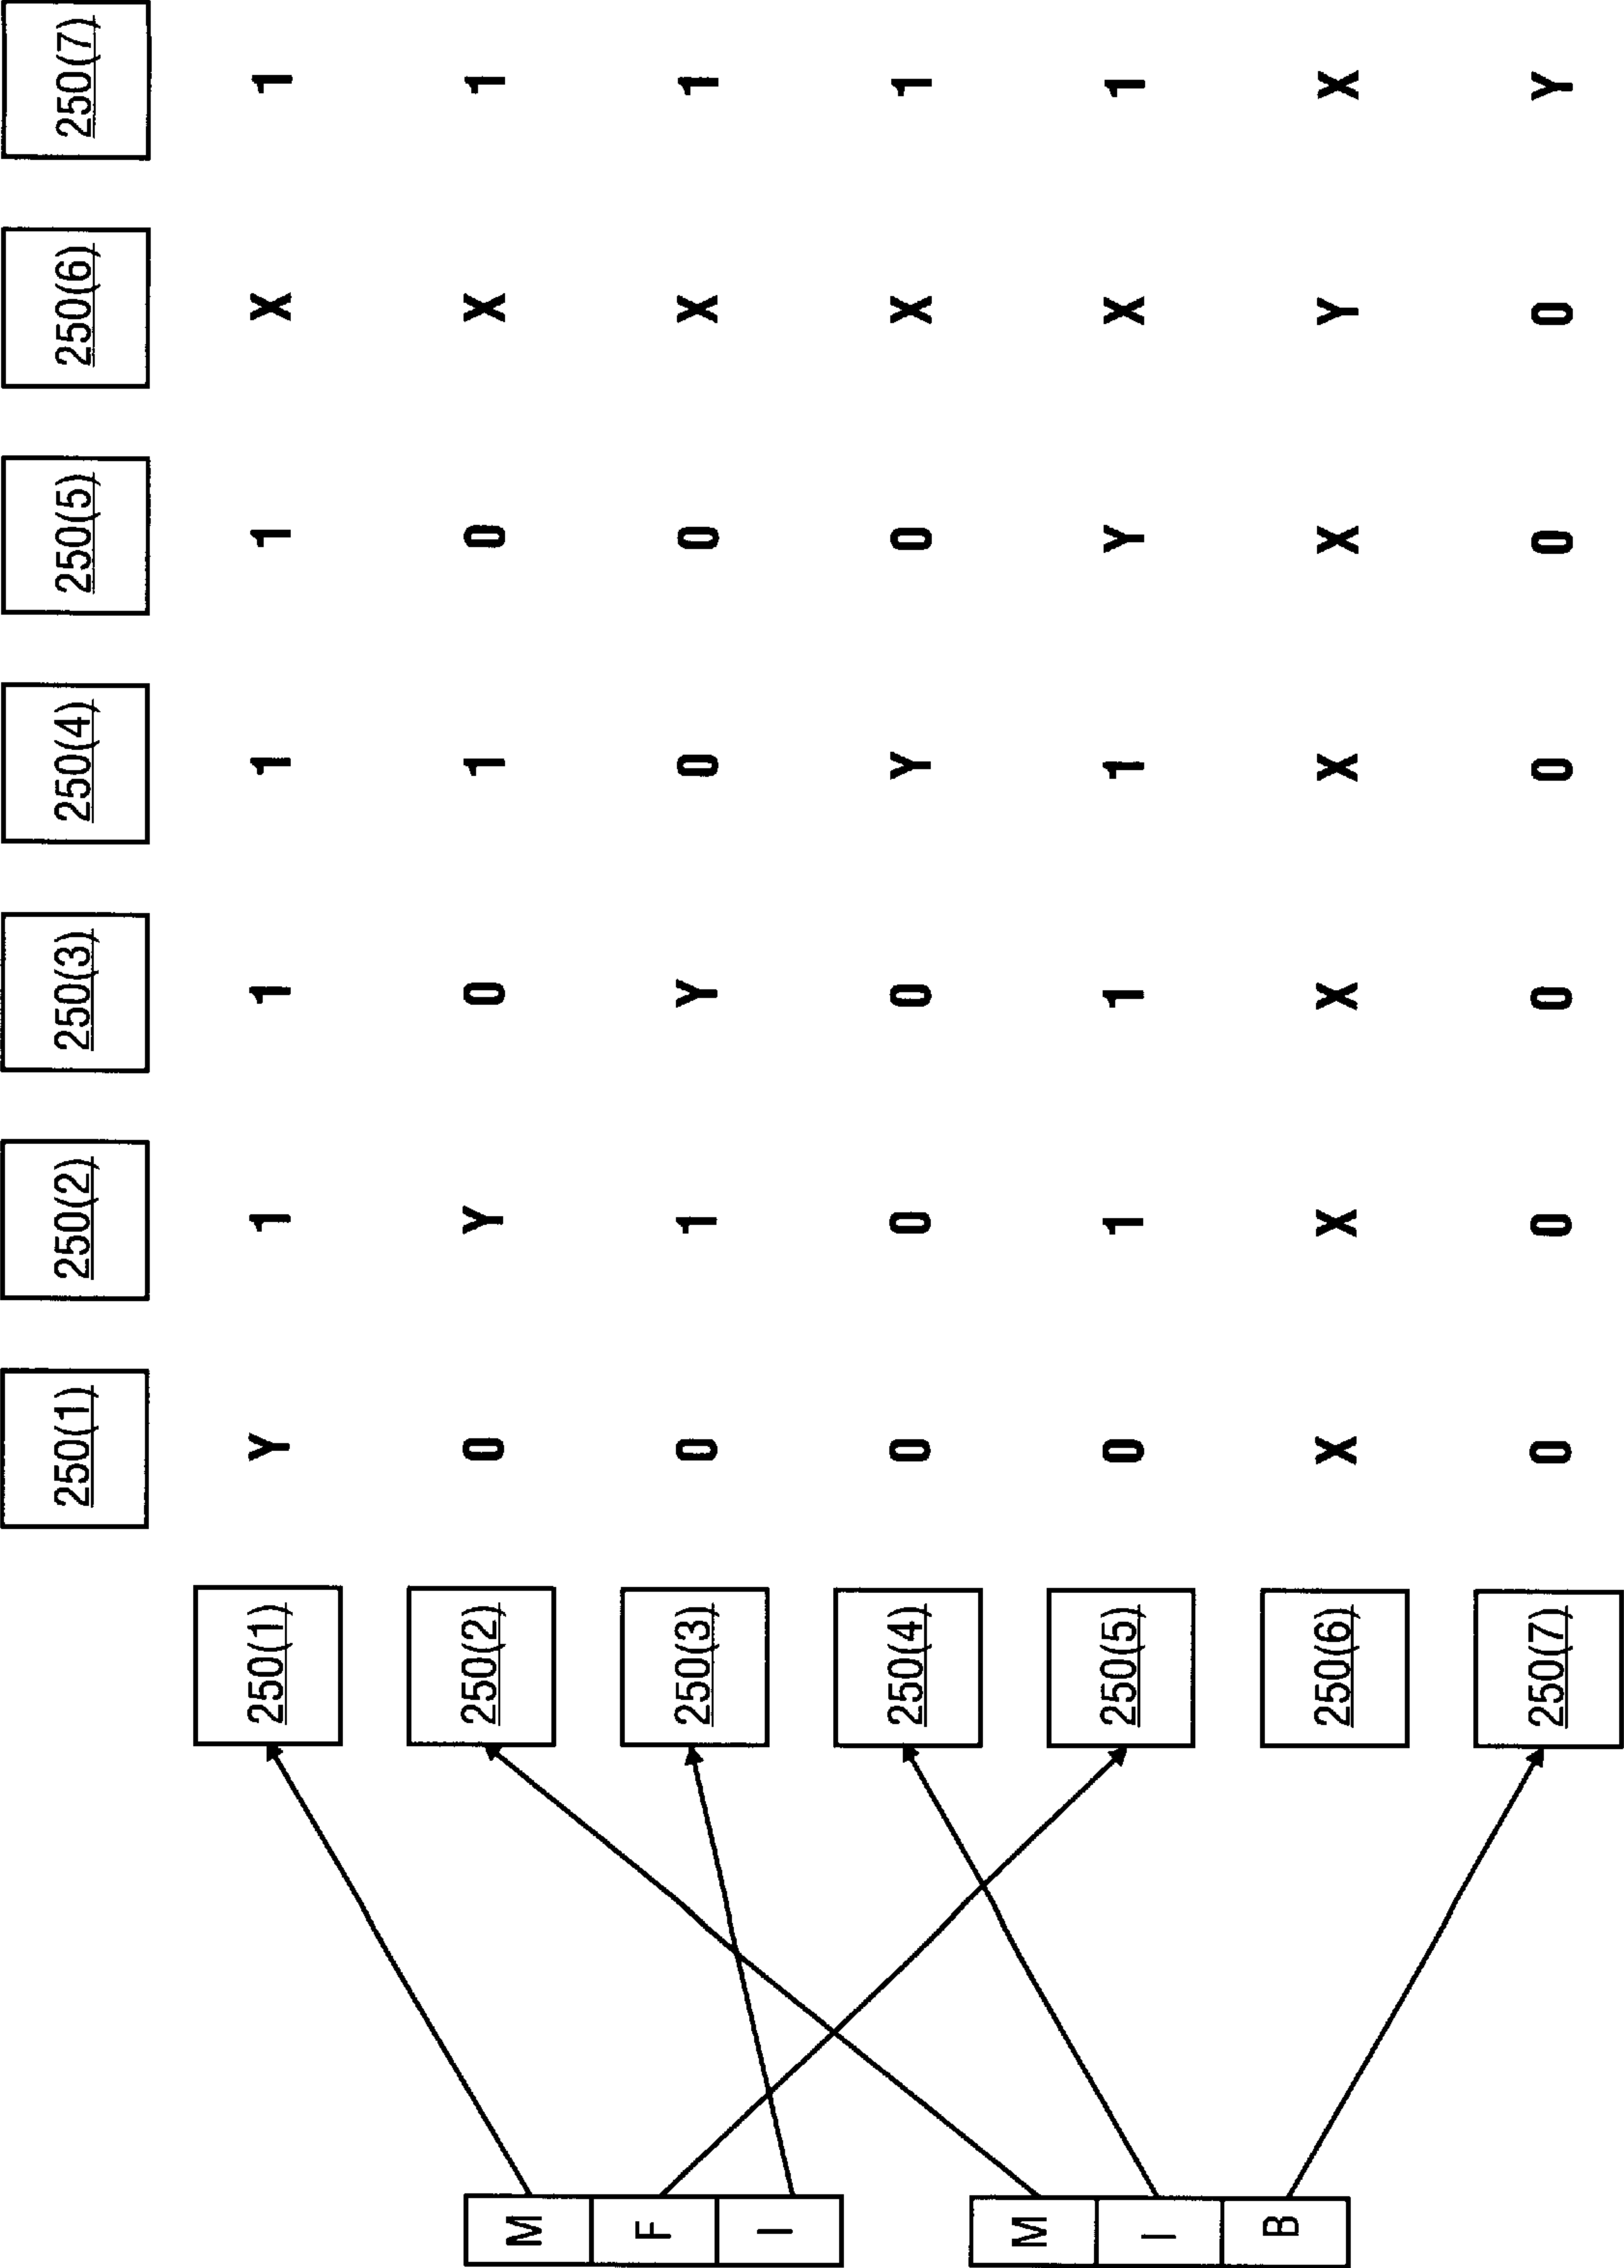 250(1) 250(2) 250(3) 250(4) 250(5) 250(6) 250(7)
250(1) Y 1 1 1 1 X 1
M 250(2) 0 Y 0 1 0 X 1
F 250(3) 0 1 Y 0 0 X 1
I
250(4) 0 0 0 Y 0 X 1
M 250(5) 0 1 1 1 Y X 1
I
B 250(6) X X X X X Y X
250(7) 0 0 0 0 0 0 Y